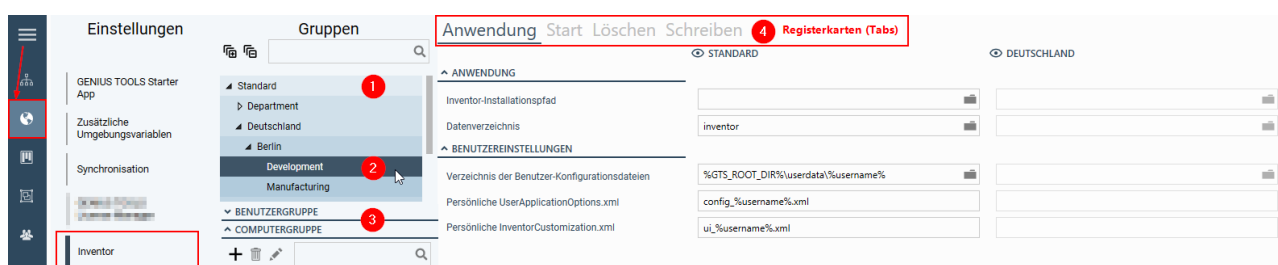 Einstellungen
GENIUS TOOLS Starter
App
Zusätzliche
Umgebungsvariablen
Synchronisation
Inventor
Gruppen
Standard
1
Department
Deutschland
Berlin
Development
2
Manufacturing
BENUTZERGRUPPE
3
COMPUTERGRUPPE
Anwendung Start Löschen Schreiben 4 Registerkarten (Tabs)
STANDARD DEUTSCHLAND
ANWENDUNG
Inventor-Installationspfad
Datenverzeichnis inventor
BENUTZEREINSTELLUNGEN
Verzeichnis der Benutzer-Konfigurationsdateien %GTS_ROOT_DIR%\userdata\%username%
Persönliche UserApplicationOptions.xml config_%username%.xml
Persönliche InventorCustomization.xml ui_%username%.xml